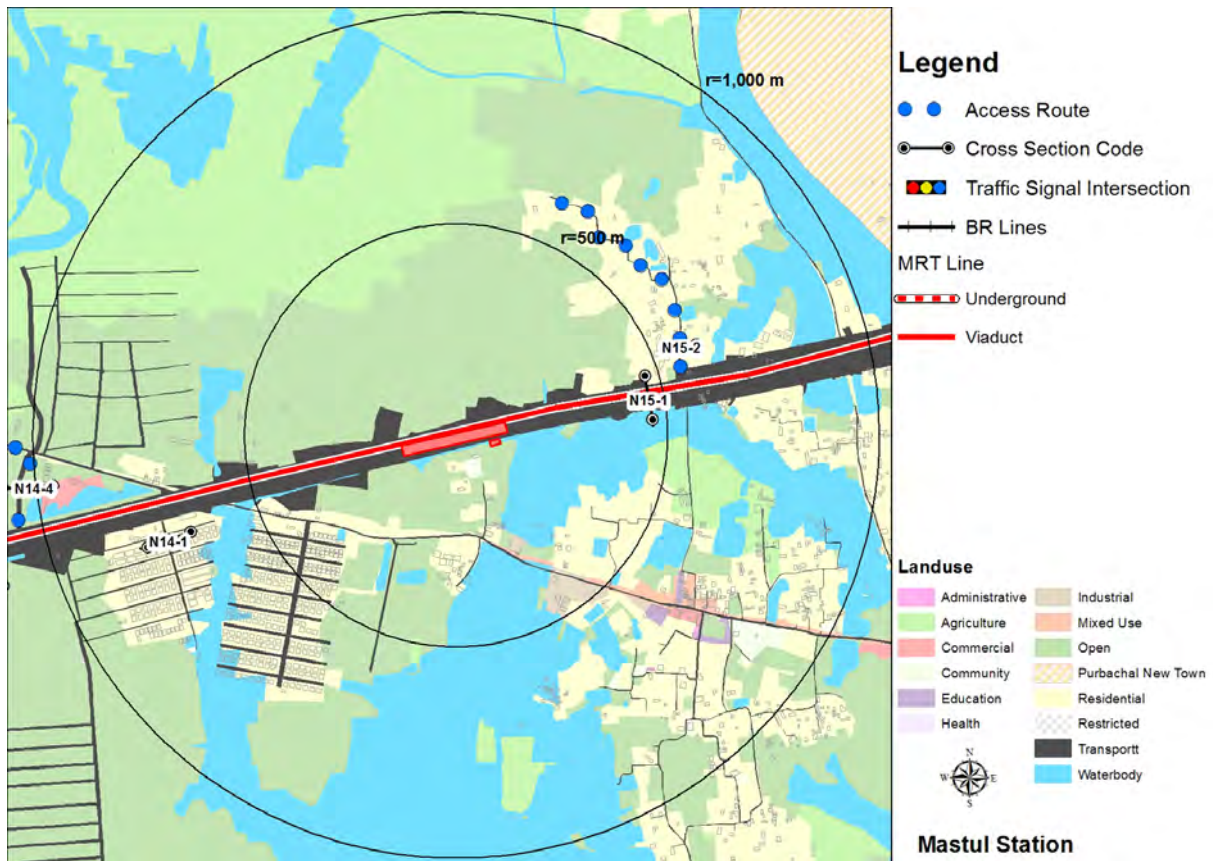 r=1,000 m
r=500 m
N15-2
N15-1
N14-4
N14-1
Legend
Access Route
Cross Section Code
Traffic Signal Intersection
BR Lines
MRT Line
Underground
Viaduct
Landuse
Administrative
Agriculture
Commercial
Community
Education
Health
Industrial
Mixed Use
Open
Purbachal New Town
Residential
Restricted
Transportt
Waterbody
N
W E
S
Mastul Station